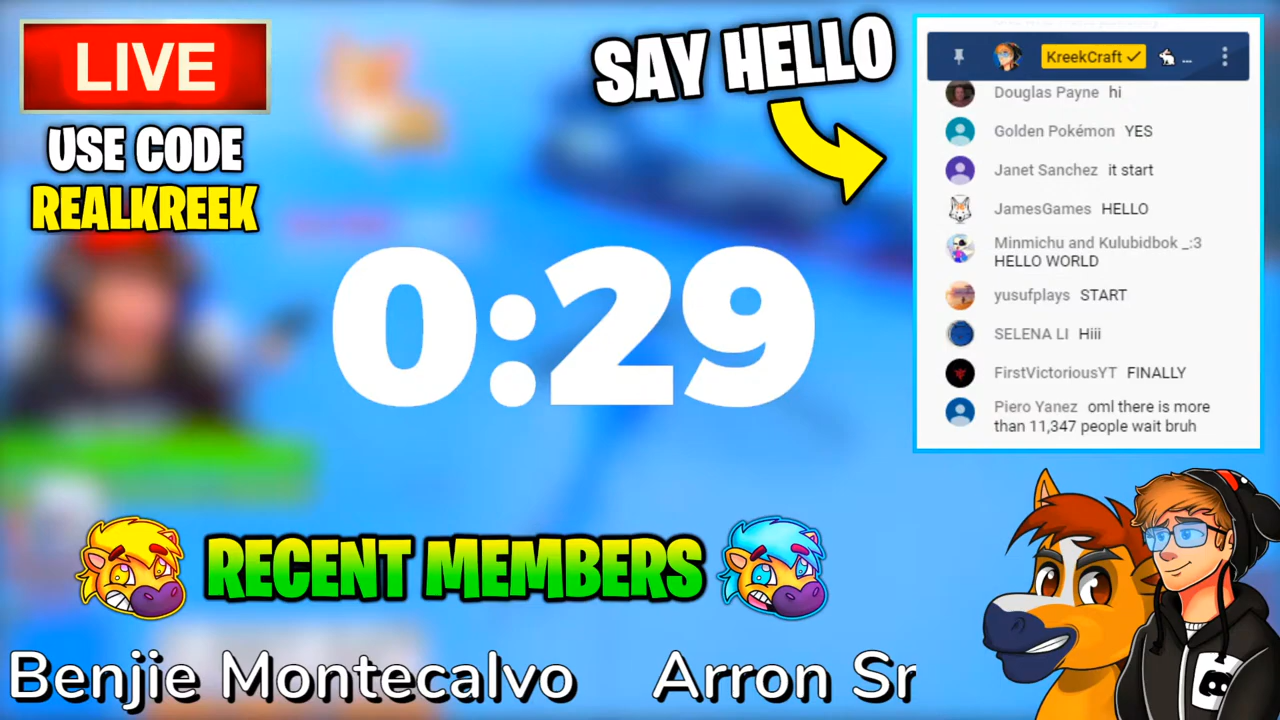 LIVE
USE CODE
REALKREEK
SAY HELLO
KreekCraft
...
Douglas Payne hi
Golden Pokémon YES
Janet Sanchez it start
JamesGames HELLO
Minmichu and Kulubidbok _:3
HELLO WORLD
yusufplays START
SELENA LI Hiii
FirstVictoriousYT FINALLY
Piero Yanez oml there is more
than 11,347 people wait bruh
0:29
RECENT MEMBERS
Benjie Montecalvo Arron